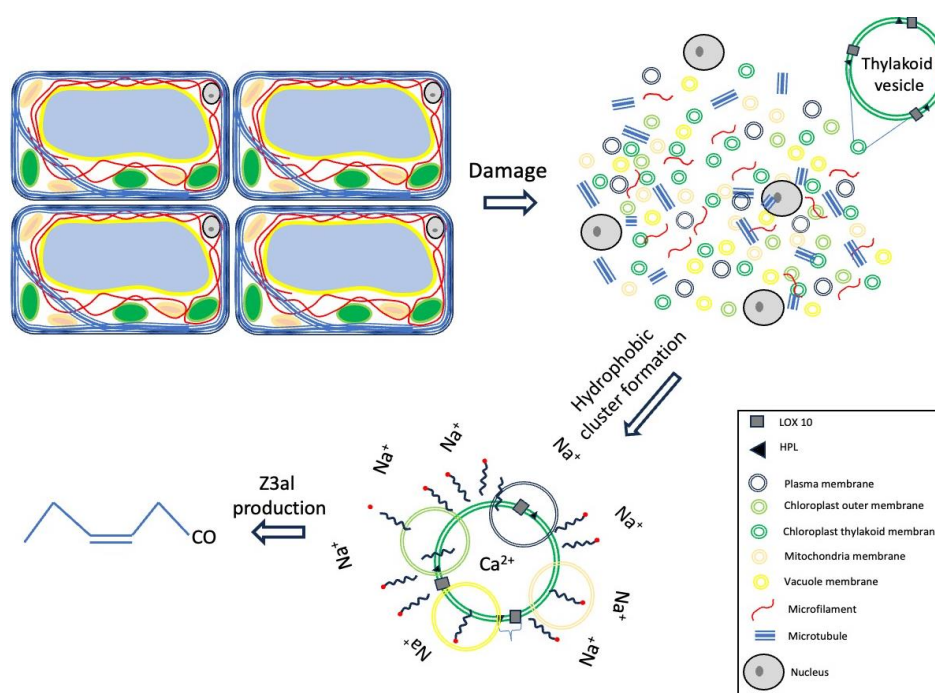 Thylakoid
vesicle
Damage
Hydrophobic
cluster formation
Na⁺
Na⁺
Na⁺
Na⁺
Na⁺
Na⁺
Na⁺
Na⁺
Ca²⁺
Z3al
production
CO
LOX 10
HPL
Plasma membrane
Chloroplast outer membrane
Chloroplast thylakoid membran
Mitochondria membrane
Vacuole membrane
Microfilament
Microtubule
Nucleus